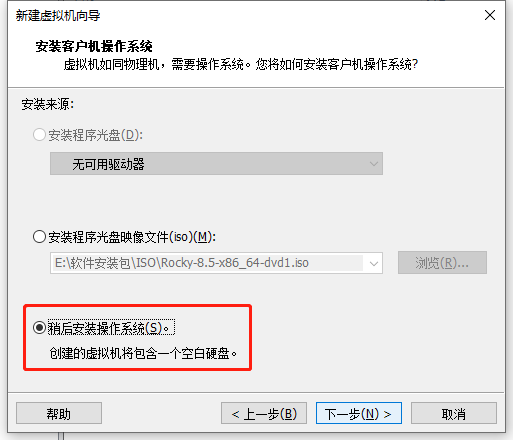 新建虚拟机向导
安装客户机操作系统
虚拟机如同物理机，需要操作系统。您将如何安装客户机操作系统?
安装来源:
安装程序光盘(D):
无可用驱动器
安装程序光盘映像文件(iso)(M):
E:\软件安装包\ISO\Rocky-8.5-x86_64-dvd1.iso
浏览(R)...
稍后安装操作系统(S)。
创建的虚拟机将包含一个空白硬盘。
帮助
< 上一步(B)
下一步(N) >
取消